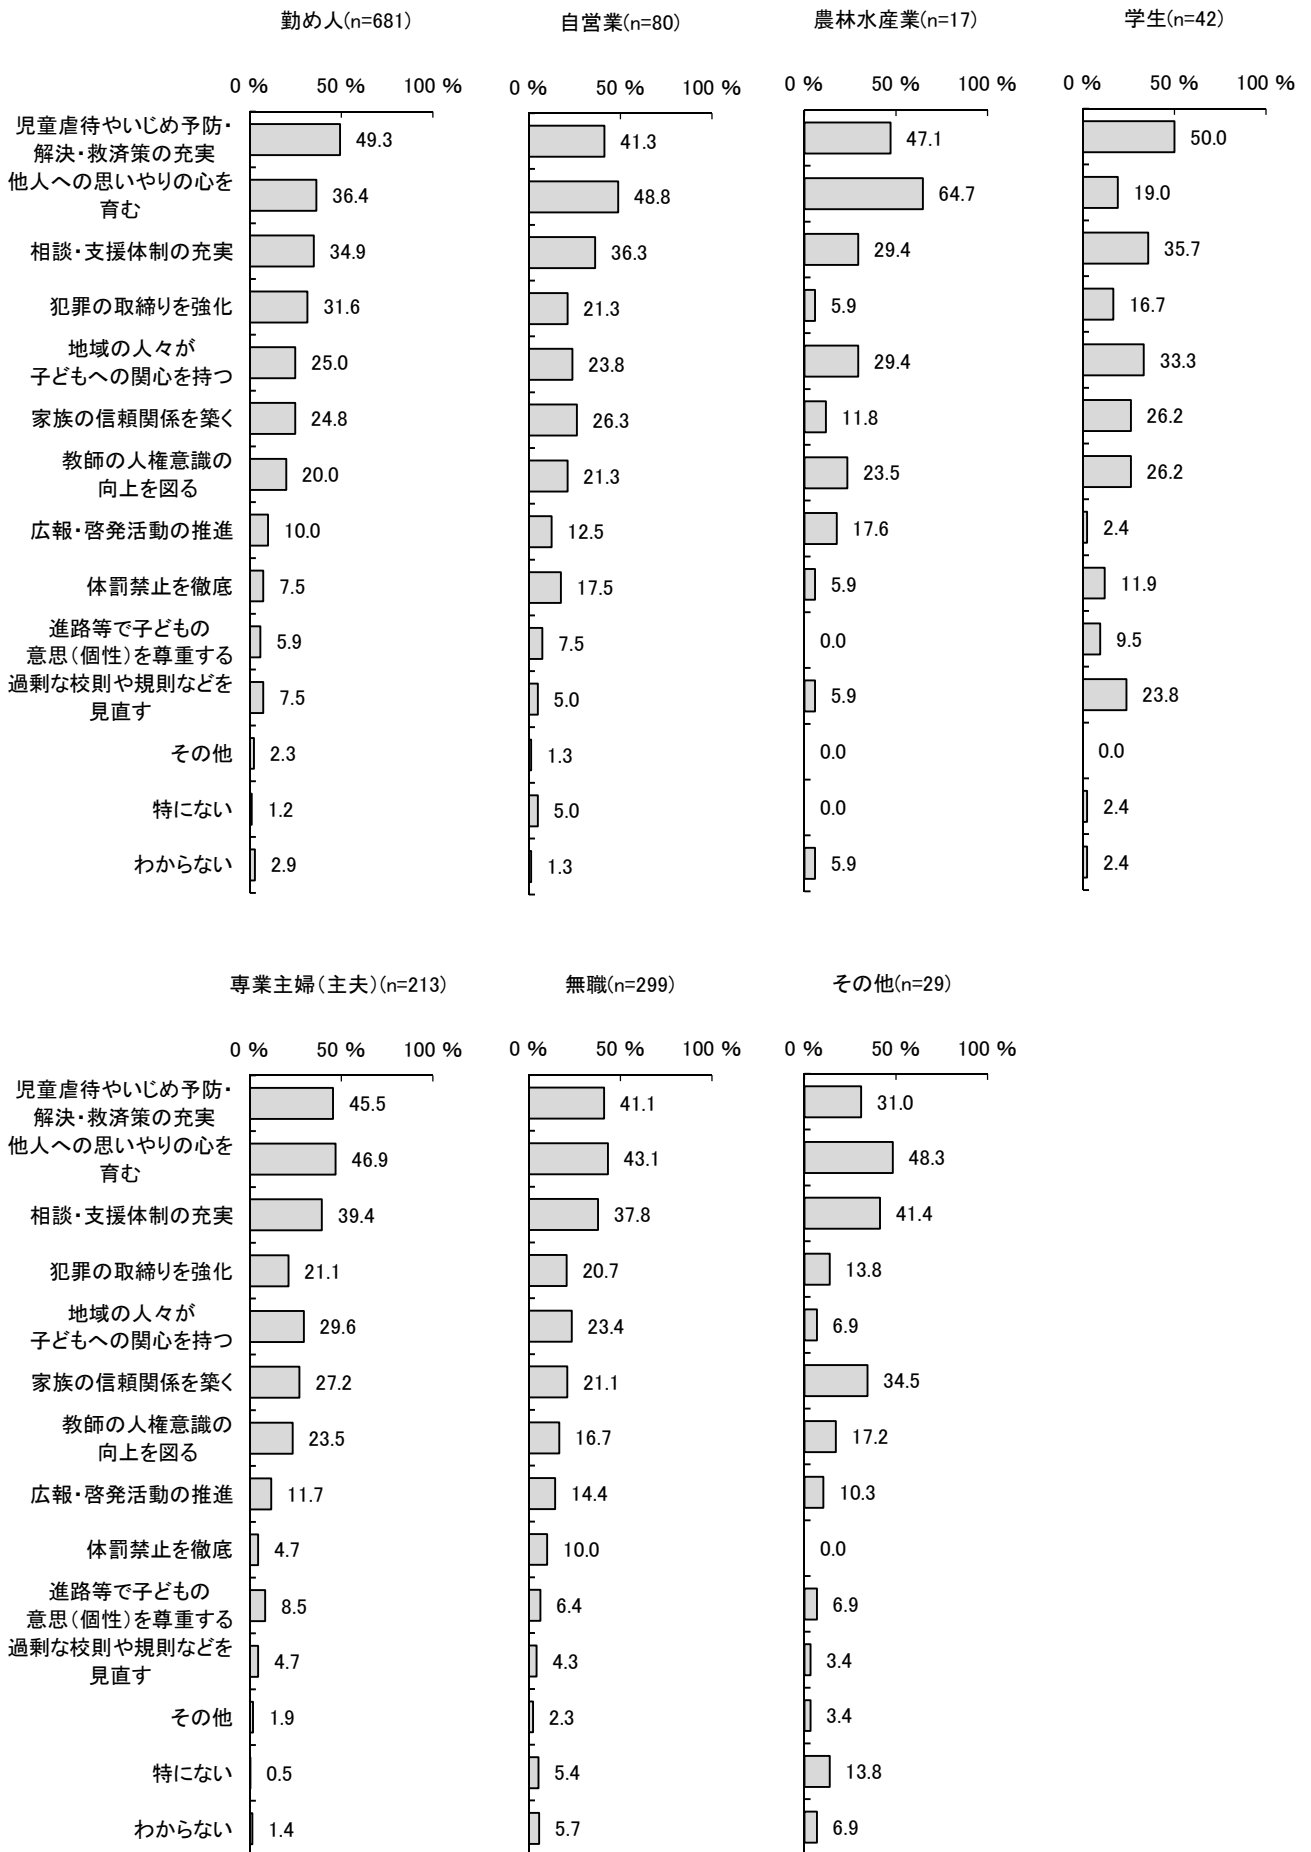 勤め人(n=681)
自営業(n=80)
農林水産業(n=17)
学生(n=42)
0 % 50 % 100 %
0 % 50 % 100 %
0 % 50 % 100 %
0 % 50 % 100 %
児童虐待やいじめ予防・
解決・救済策の充実
49.3 41.3 47.1 50.0
他人への思いやりの心を
育む
36.4 48.8 64.7 19.0
相談・支援体制の充実 34.9 36.3 29.4 35.7
犯罪の取締りを強化 31.6 21.3 5.9 16.7
地域の人々が
子どもへの関心を持つ
25.0 23.8 29.4 33.3
家族の信頼関係を築く 24.8 26.3 11.8 26.2
教師の人権意識の
向上を図る
20.0 21.3 23.5 26.2
広報・啓発活動の推進 10.0 12.5 17.6 2.4
体罰禁止を徹底 7.5 17.5 5.9 11.9
進路等で子どもの
意思(個性)を尊重する
5.9 7.5 0.0 9.5
過剰な校則や規則などを
見直す
7.5 5.0 5.9 23.8
その他 2.3 1.3 0.0 0.0
特にない 1.2 5.0 0.0 2.4
わからない 2.9 1.3 5.9 2.4
専業主婦(主夫)(n=213)
無職(n=299)
その他(n=29)
0 % 50 % 100 %
0 % 50 % 100 %
0 % 50 % 100 %
児童虐待やいじめ予防・
解決・救済策の充実
45.5 41.1 31.0
他人への思いやりの心を
育む
46.9 43.1 48.3
相談・支援体制の充実 39.4 37.8 41.4
犯罪の取締りを強化 21.1 20.7 13.8
地域の人々が
子どもへの関心を持つ
29.6 23.4 6.9
家族の信頼関係を築く 27.2 21.1 34.5
教師の人権意識の
向上を図る
23.5 16.7 17.2
広報・啓発活動の推進 11.7 14.4 10.3
体罰禁止を徹底 4.7 10.0 0.0
進路等で子どもの
意思(個性)を尊重する
8.5 6.4 6.9
過剰な校則や規則などを
見直す
4.7 4.3 3.4
その他 1.9 2.3 3.4
特にない 0.5 5.4 13.8
わからない 1.4 5.7 6.9